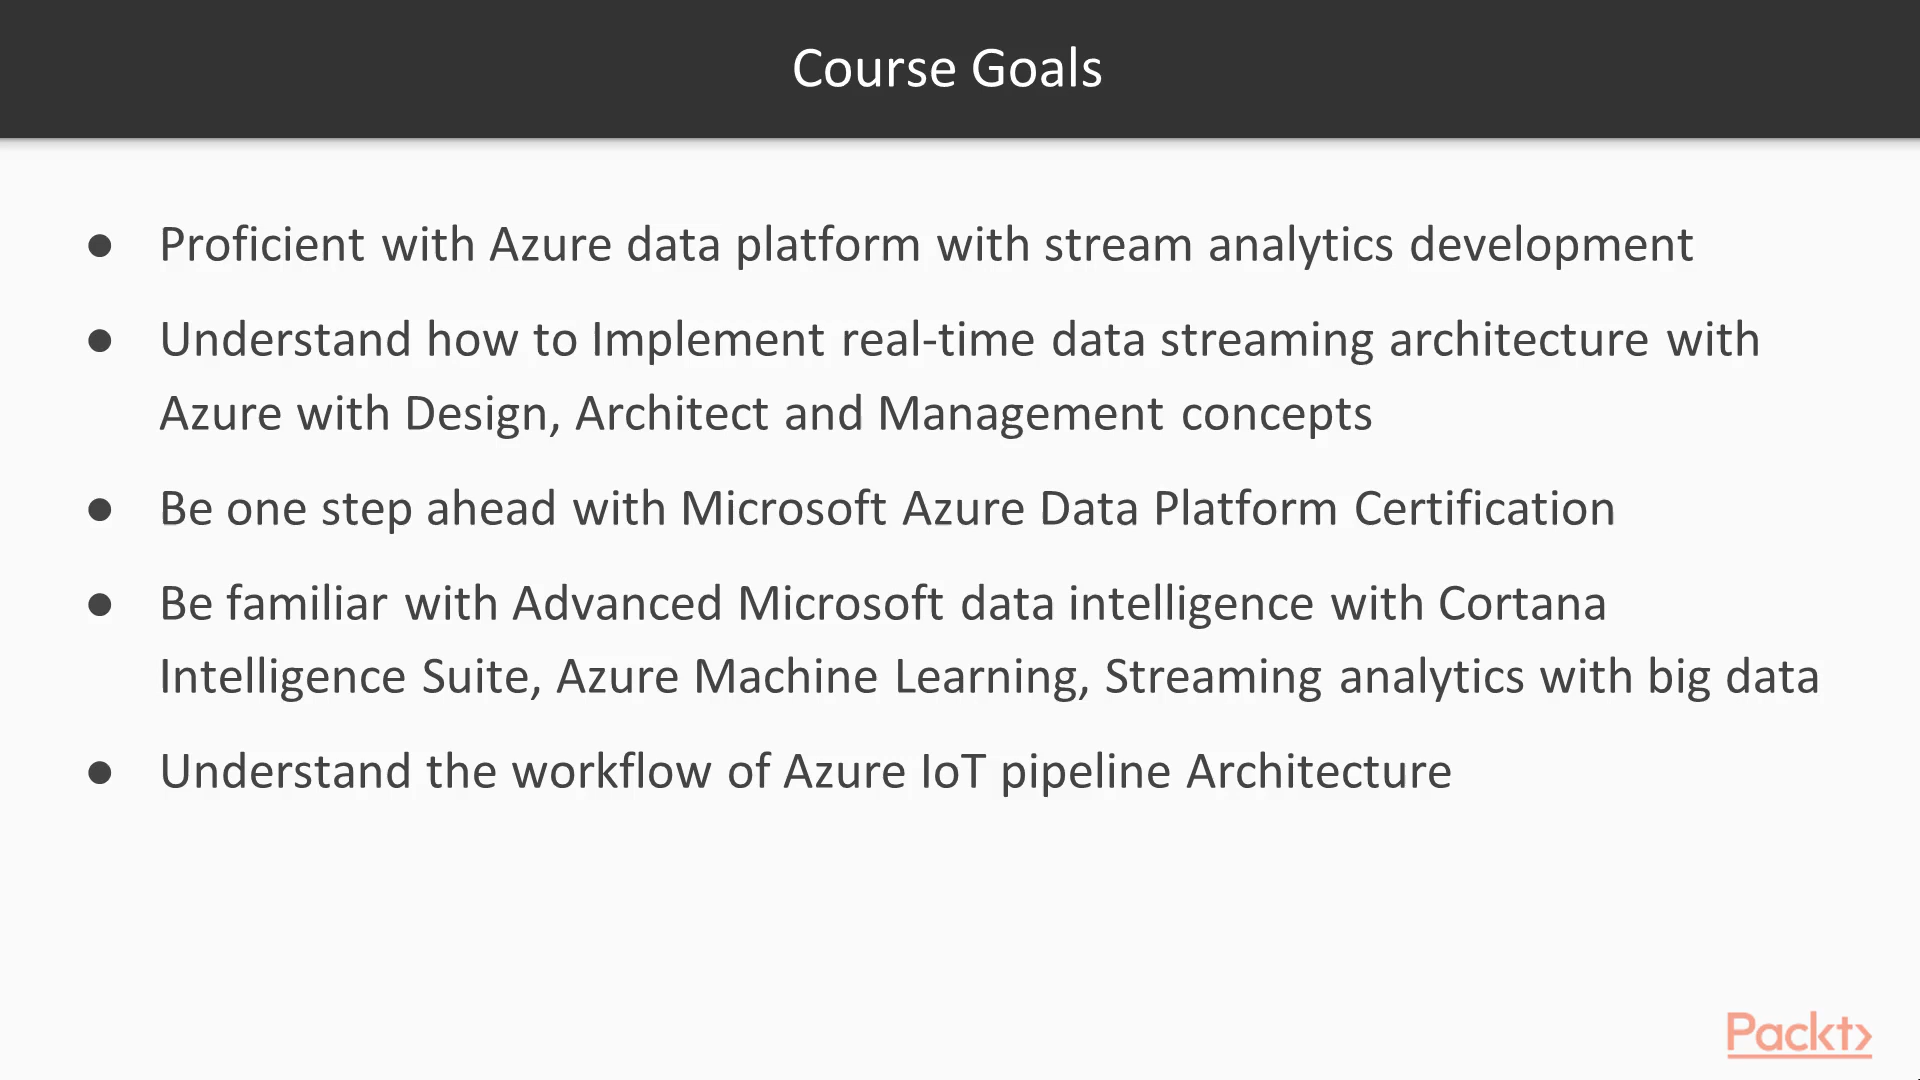 Course Goals
● Proficient with Azure data platform with stream analytics development
● Understand how to Implement real-time data streaming architecture with
Azure with Design, Architect and Management concepts
● Be one step ahead with Microsoft Azure Data Platform Certification
● Be familiar with Advanced Microsoft data intelligence with Cortana
Intelligence Suite, Azure Machine Learning, Streaming analytics with big data
● Understand the workflow of Azure IoT pipeline Architecture
Packt